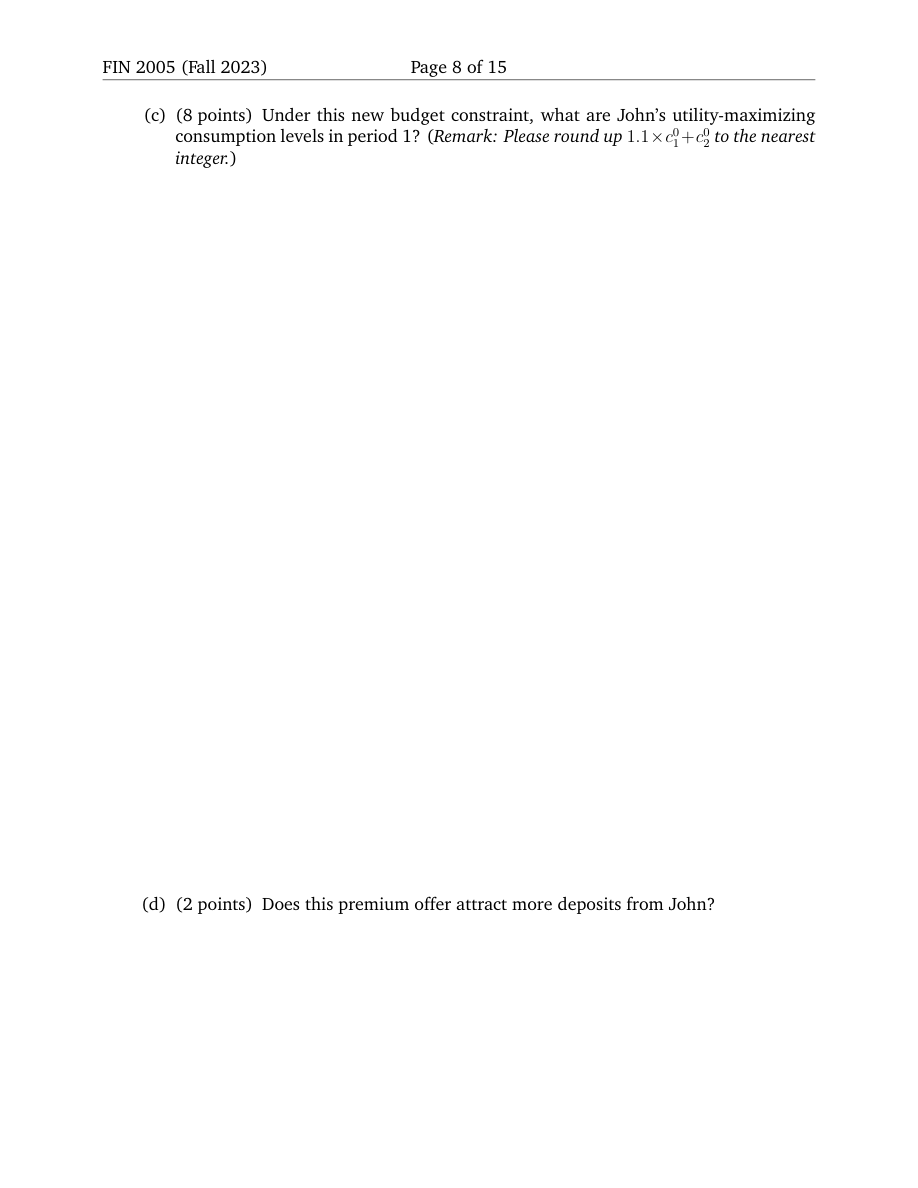 FIN 2005 (Fall 2023) Page 8 of 15
(c) (8 points) Under this new budget constraint, what are John’s utility-maximizing
consumption levels in period 1? (Remark: Please round up 1.1×c₁⁰+c₂⁰ to the nearest
integer.)
(d) (2 points) Does this premium offer attract more deposits from John?